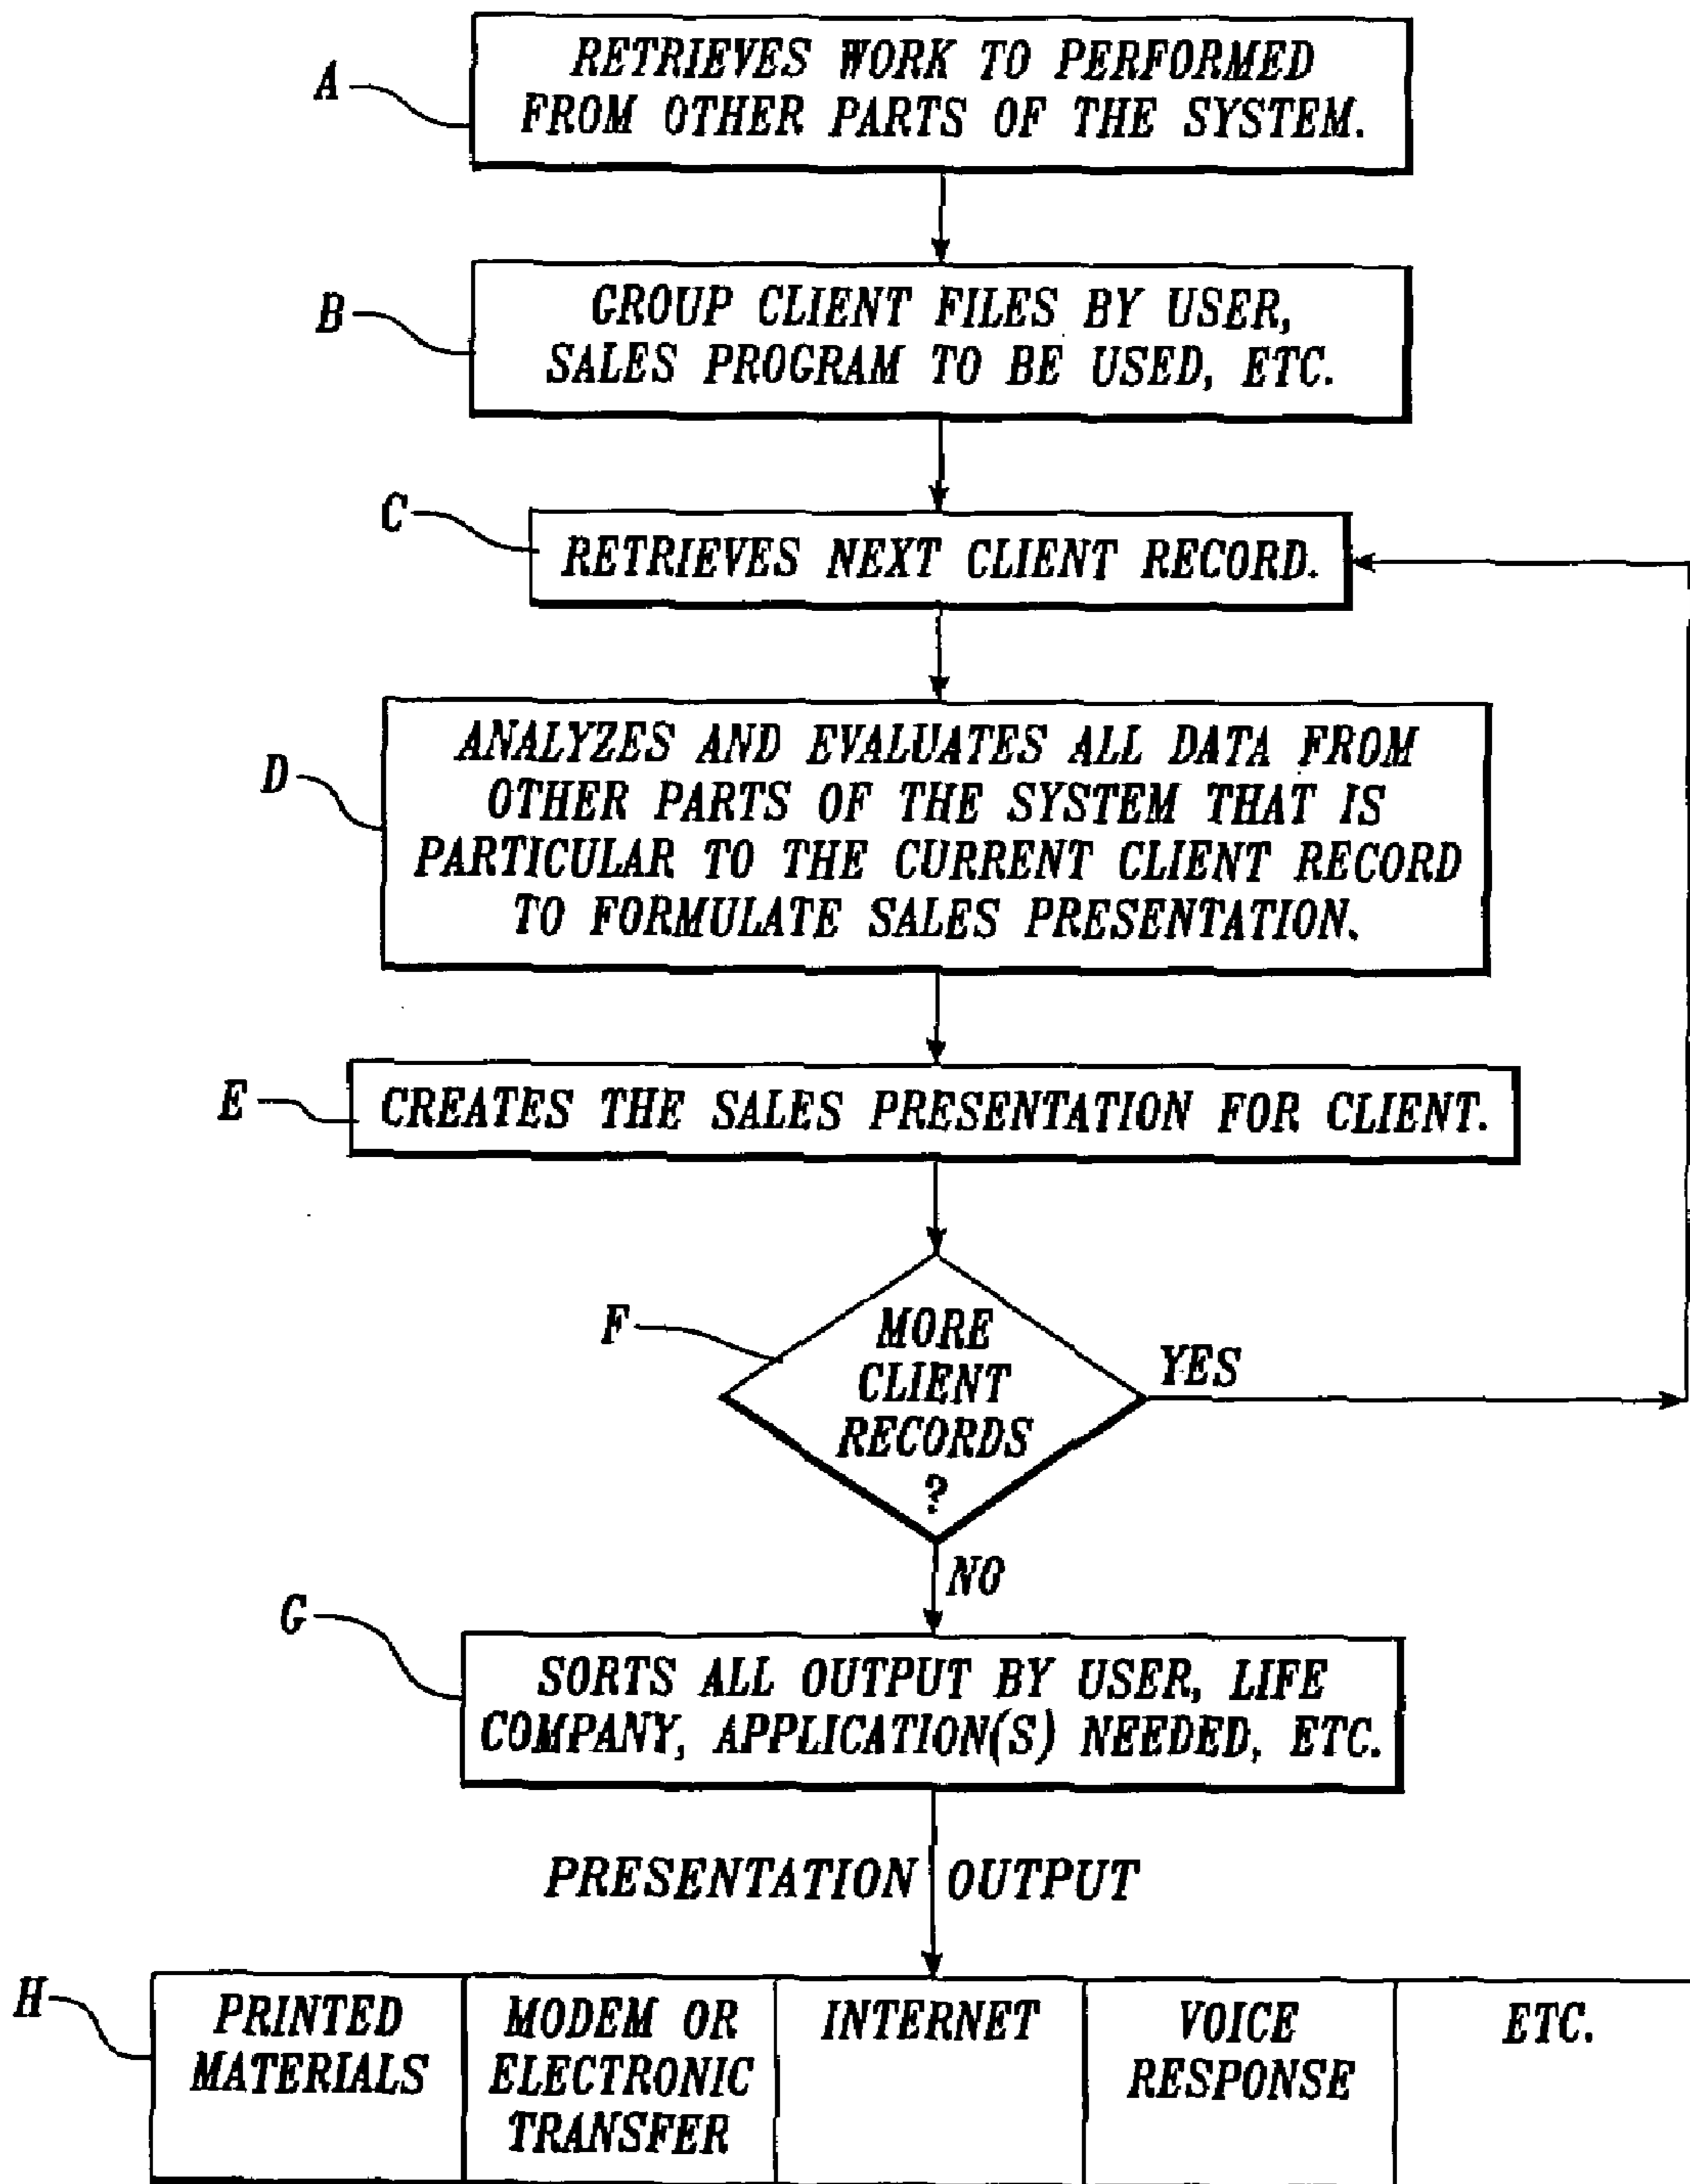 A
RETRIEVES WORK TO PERFORMED
FROM OTHER PARTS OF THE SYSTEM.
B
GROUP CLIENT FILES BY USER,
SALES PROGRAM TO BE USED, ETC.
C
RETRIEVES NEXT CLIENT RECORD.
D
ANALYZES AND EVALUATES ALL DATA FROM
OTHER PARTS OF THE SYSTEM THAT IS
PARTICULAR TO THE CURRENT CLIENT RECORD
TO FORMULATE SALES PRESENTATION.
E
CREATES THE SALES PRESENTATION FOR CLIENT.
F
MORE
CLIENT
RECORDS
?
YES
NO
G
SORTS ALL OUTPUT BY USER, LIFE
COMPANY, APPLICATION(S) NEEDED, ETC.
PRESENTATION OUTPUT
H
PRINTED
MATERIALS
MODEM OR
ELECTRONIC
TRANSFER
INTERNET
VOICE
RESPONSE
ETC.